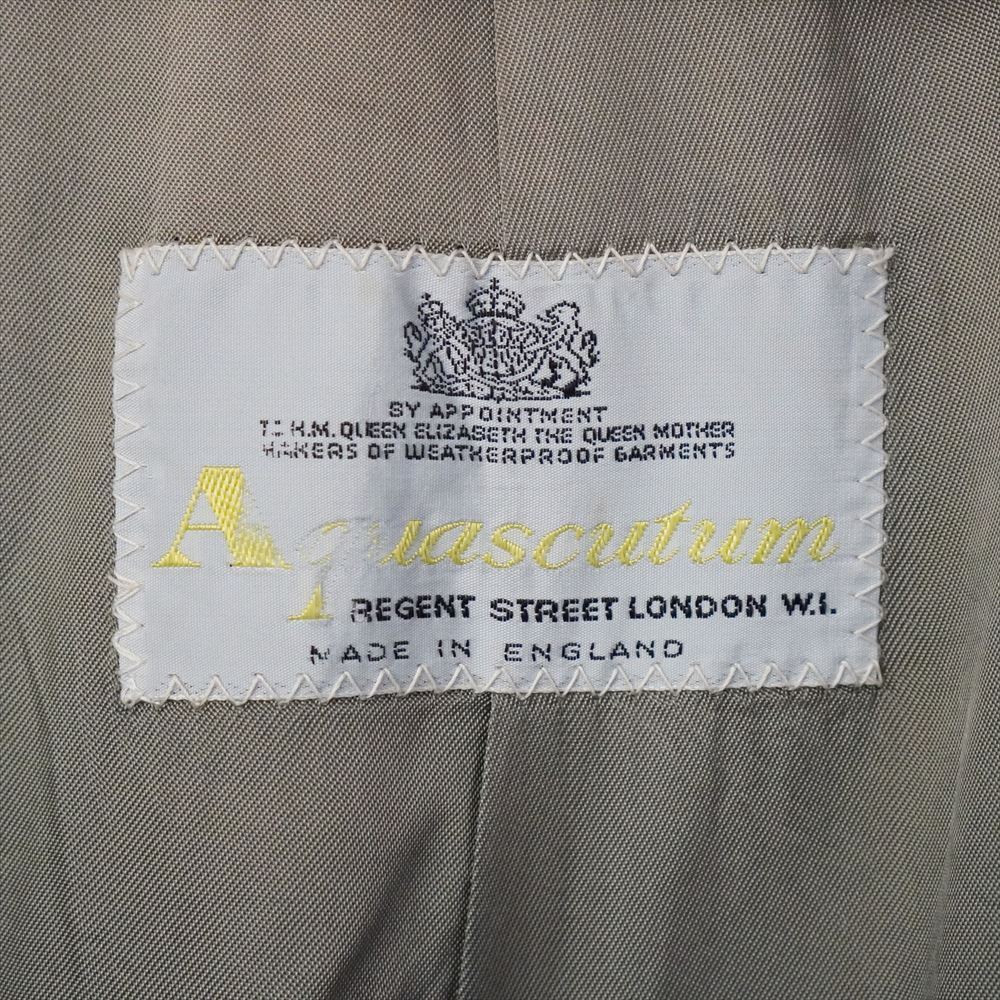 BY APPOINTMENT
TO H.M. QUEEN ELIZABETH THE QUEEN MOTHER
MAKERS OF WEATHERPROOF GARMENTS
Aquascutum
REGENT STREET LONDON W.1.
MADE IN ENGLAND